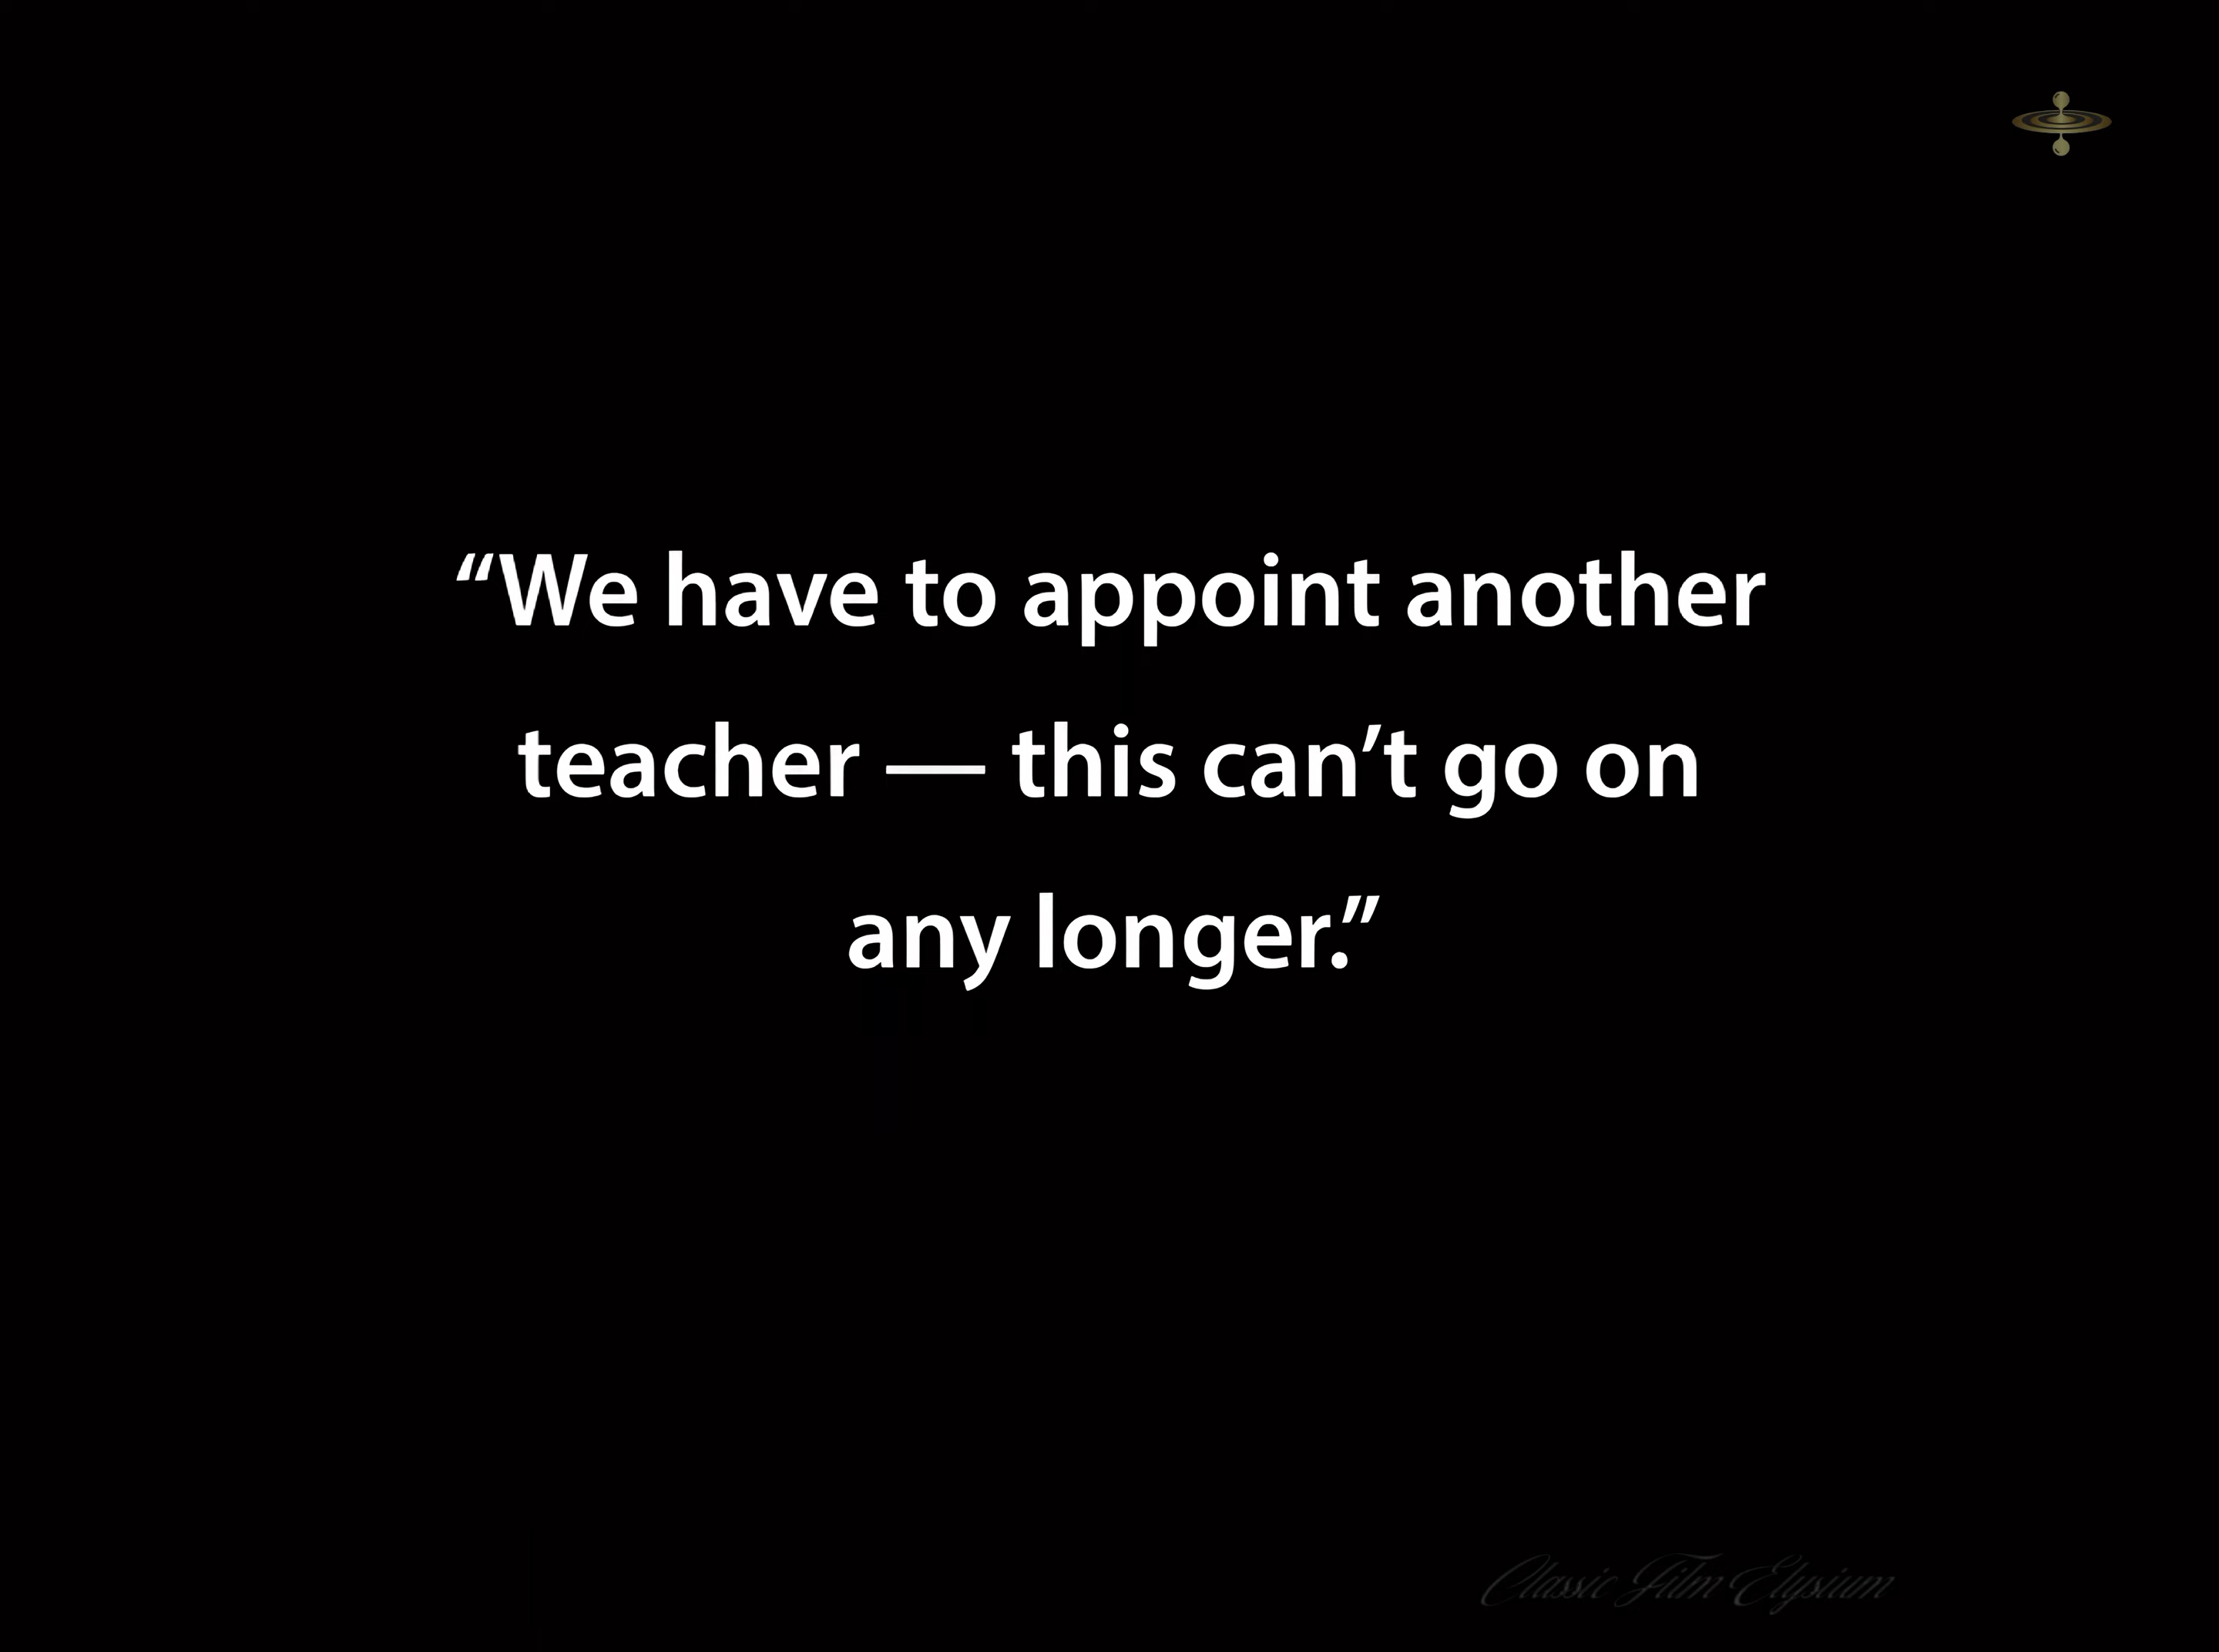 “We have to appoint another
teacher — this can’t go on
any longer.”
Classic Film Elysium